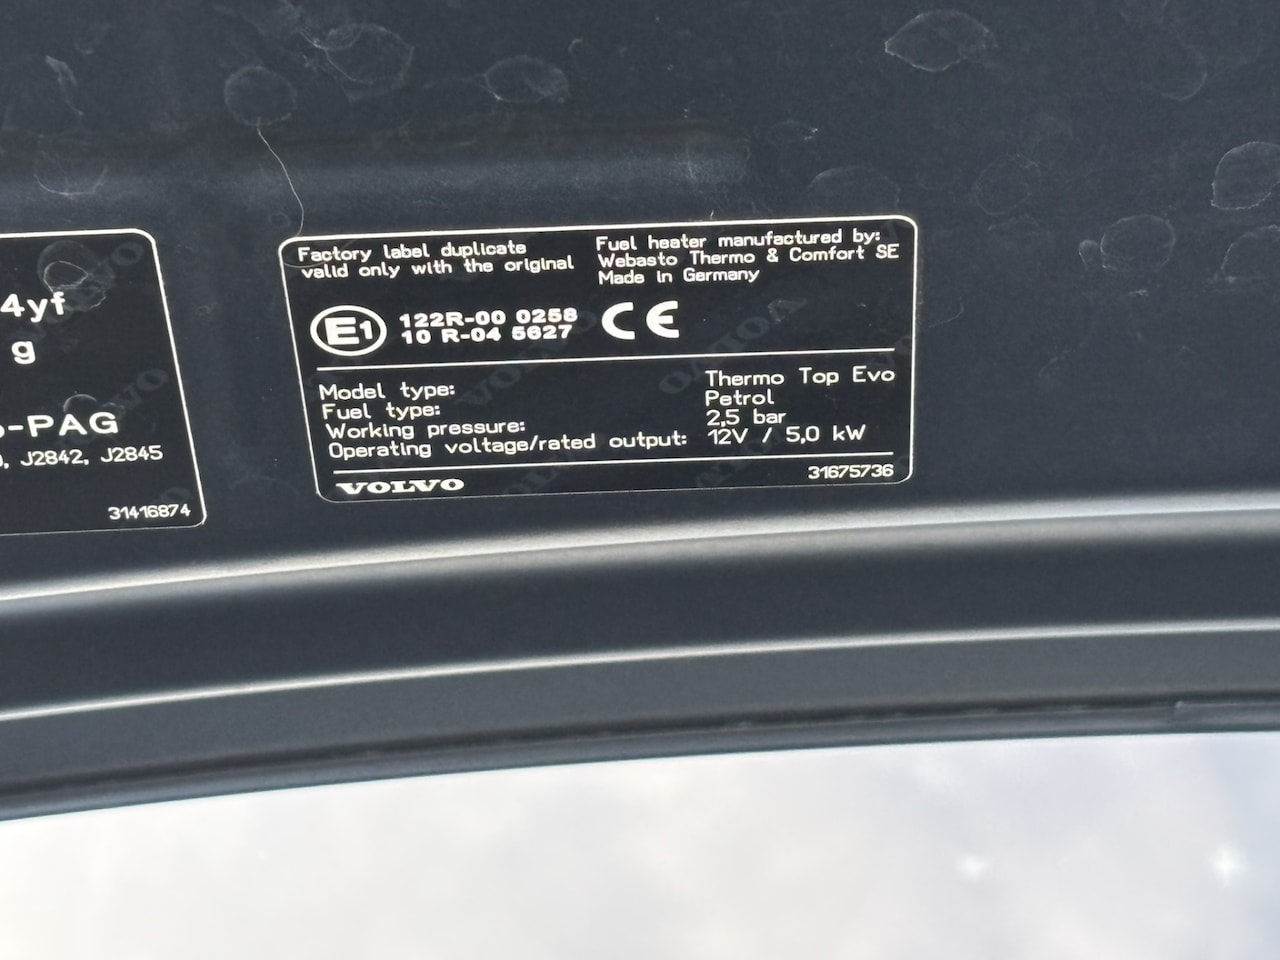 4yf
g
-PAG
, J2842, J2845
31416874
Factory label duplicate
valid only with the original
Fuel heater manufactured by:
Webasto Thermo & Comfort SE
Made in Germany
E1
122R-00 0258
10 R-04 5627
CE
Model type: Thermo Top Evo
Fuel type: Petrol
Working pressure: 2,5 bar
Operating voltage/rated output: 12V / 5,0 kW
VOLVO
31675736